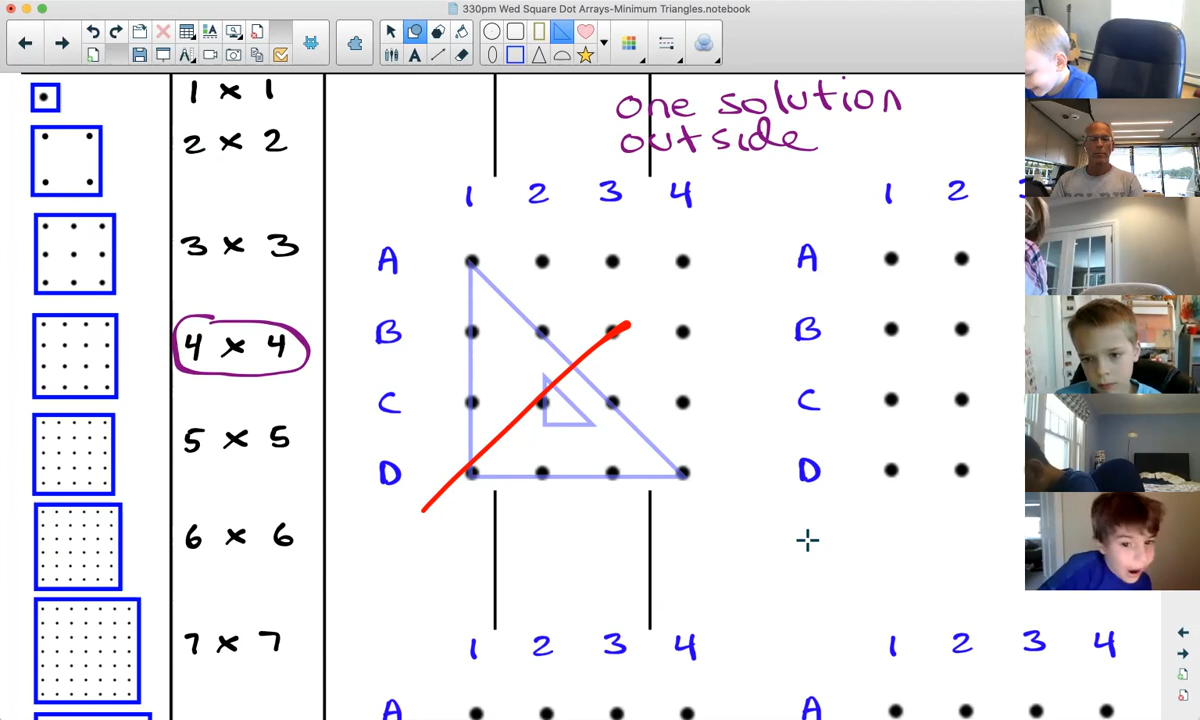 330pm Wed Square Dot Arrays-Minimum Triangles.notebook
1 x 1
2 x 2
3 x 3
4 x 4
5 x 5
6 x 6
7 x 7
one solution
outside
1 2 3 4
A
B
C
D
1 2
A
B
C
D
1 2 3 4
A
1 2 3 4
A